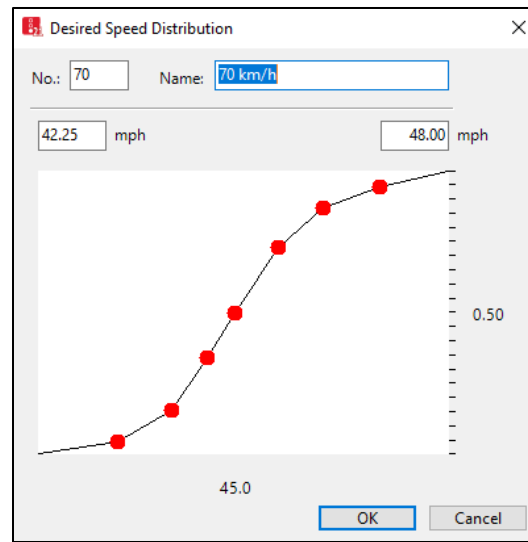 Desired Speed Distribution
No.: 70 Name: 70 km/h
42.25 mph 48.00 mph
0.50
45.0
OK Cancel